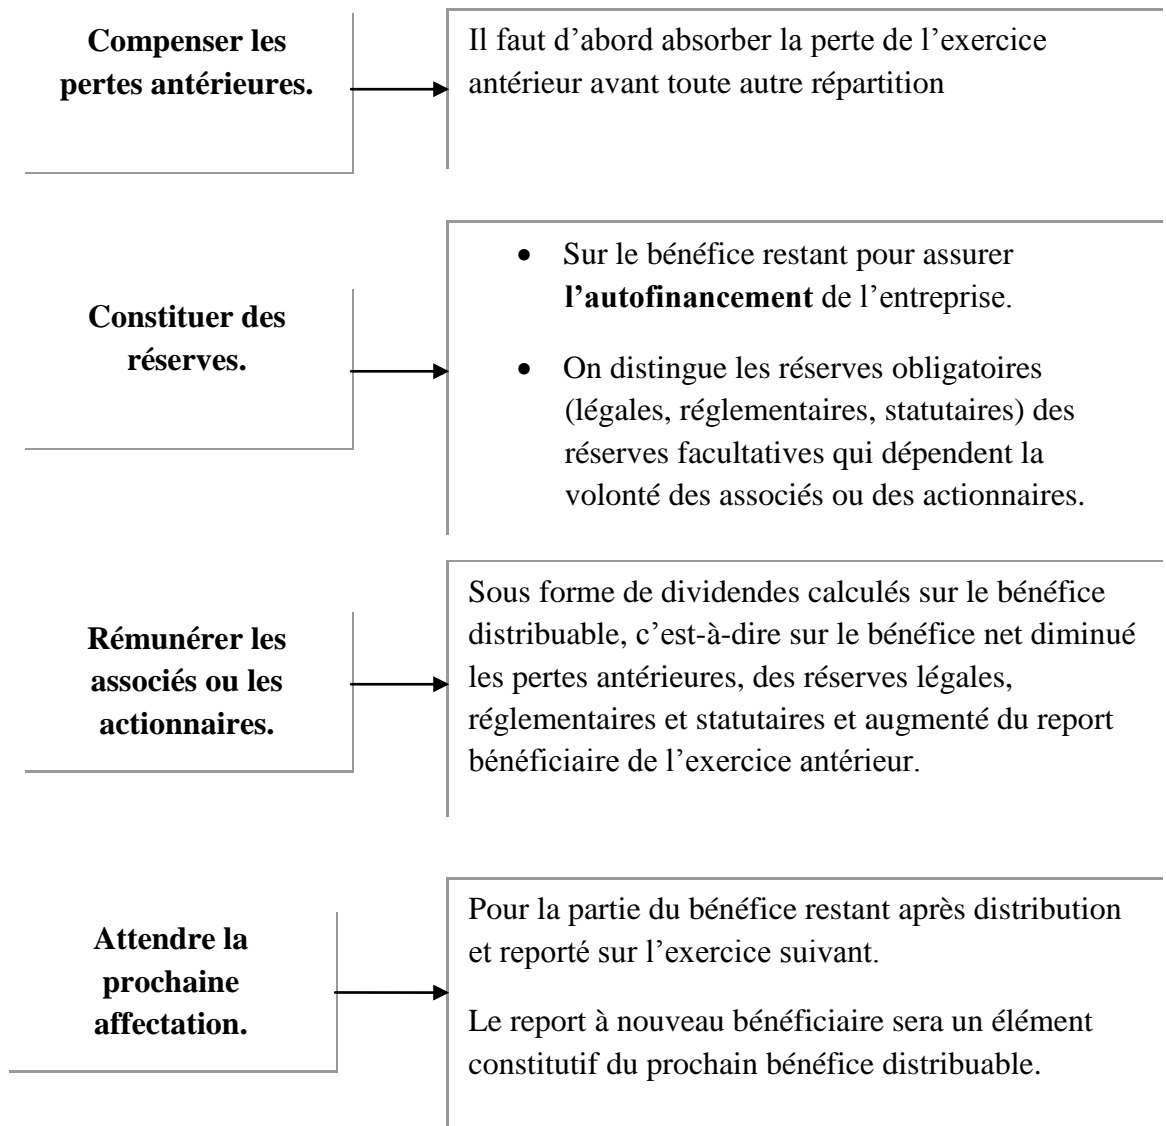 Compenser les
pertes antérieures.
Il faut d’abord absorber la perte de l’exercice
antérieur avant toute autre répartition
Constituer des
réserves.
• Sur le bénéfice restant pour assurer
l’autofinancement de l’entreprise.
• On distingue les réserves obligatoires
(légales, réglementaires, statutaires) des
réserves facultatives qui dépendent la
volonté des associés ou des actionnaires.
Rémunérer les
associés ou les
actionnaires.
Sous forme de dividendes calculés sur le bénéfice
distribuable, c’est-à-dire sur le bénéfice net diminué
les pertes antérieures, des réserves légales,
réglementaires et statutaires et augmenté du report
bénéficiaire de l’exercice antérieur.
Attendre la
prochaine
affectation.
Pour la partie du bénéfice restant après distribution
et reporté sur l’exercice suivant.
Le report à nouveau bénéficiaire sera un élément
constitutif du prochain bénéfice distribuable.